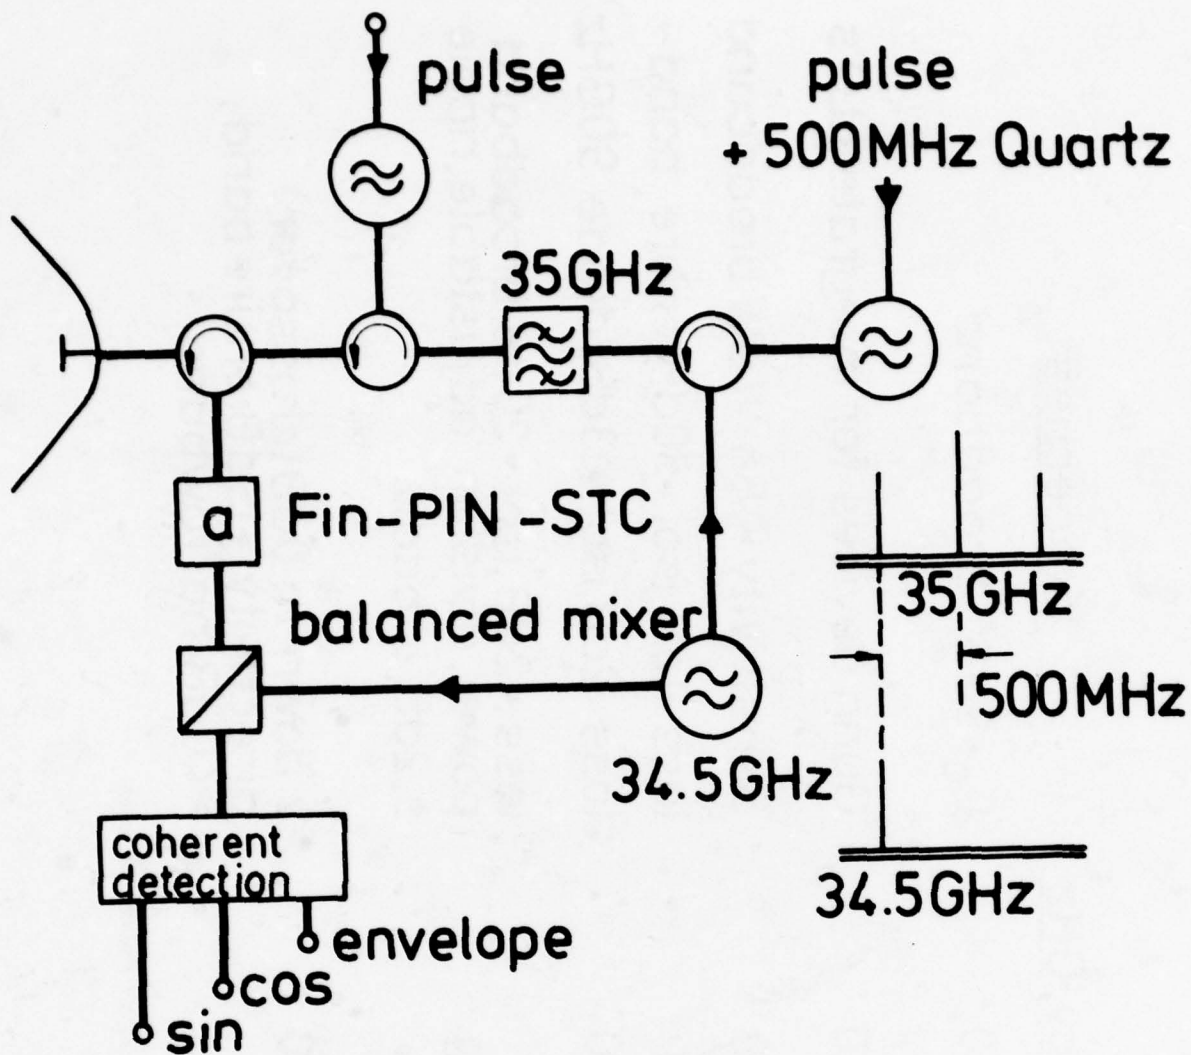 pulse
pulse
+ 500MHz Quartz
35GHz
a
Fin-PIN-STC
balanced mixer
35GHz
500MHz
34.5GHz
34.5GHz
coherent
detection
envelope
cos
sin